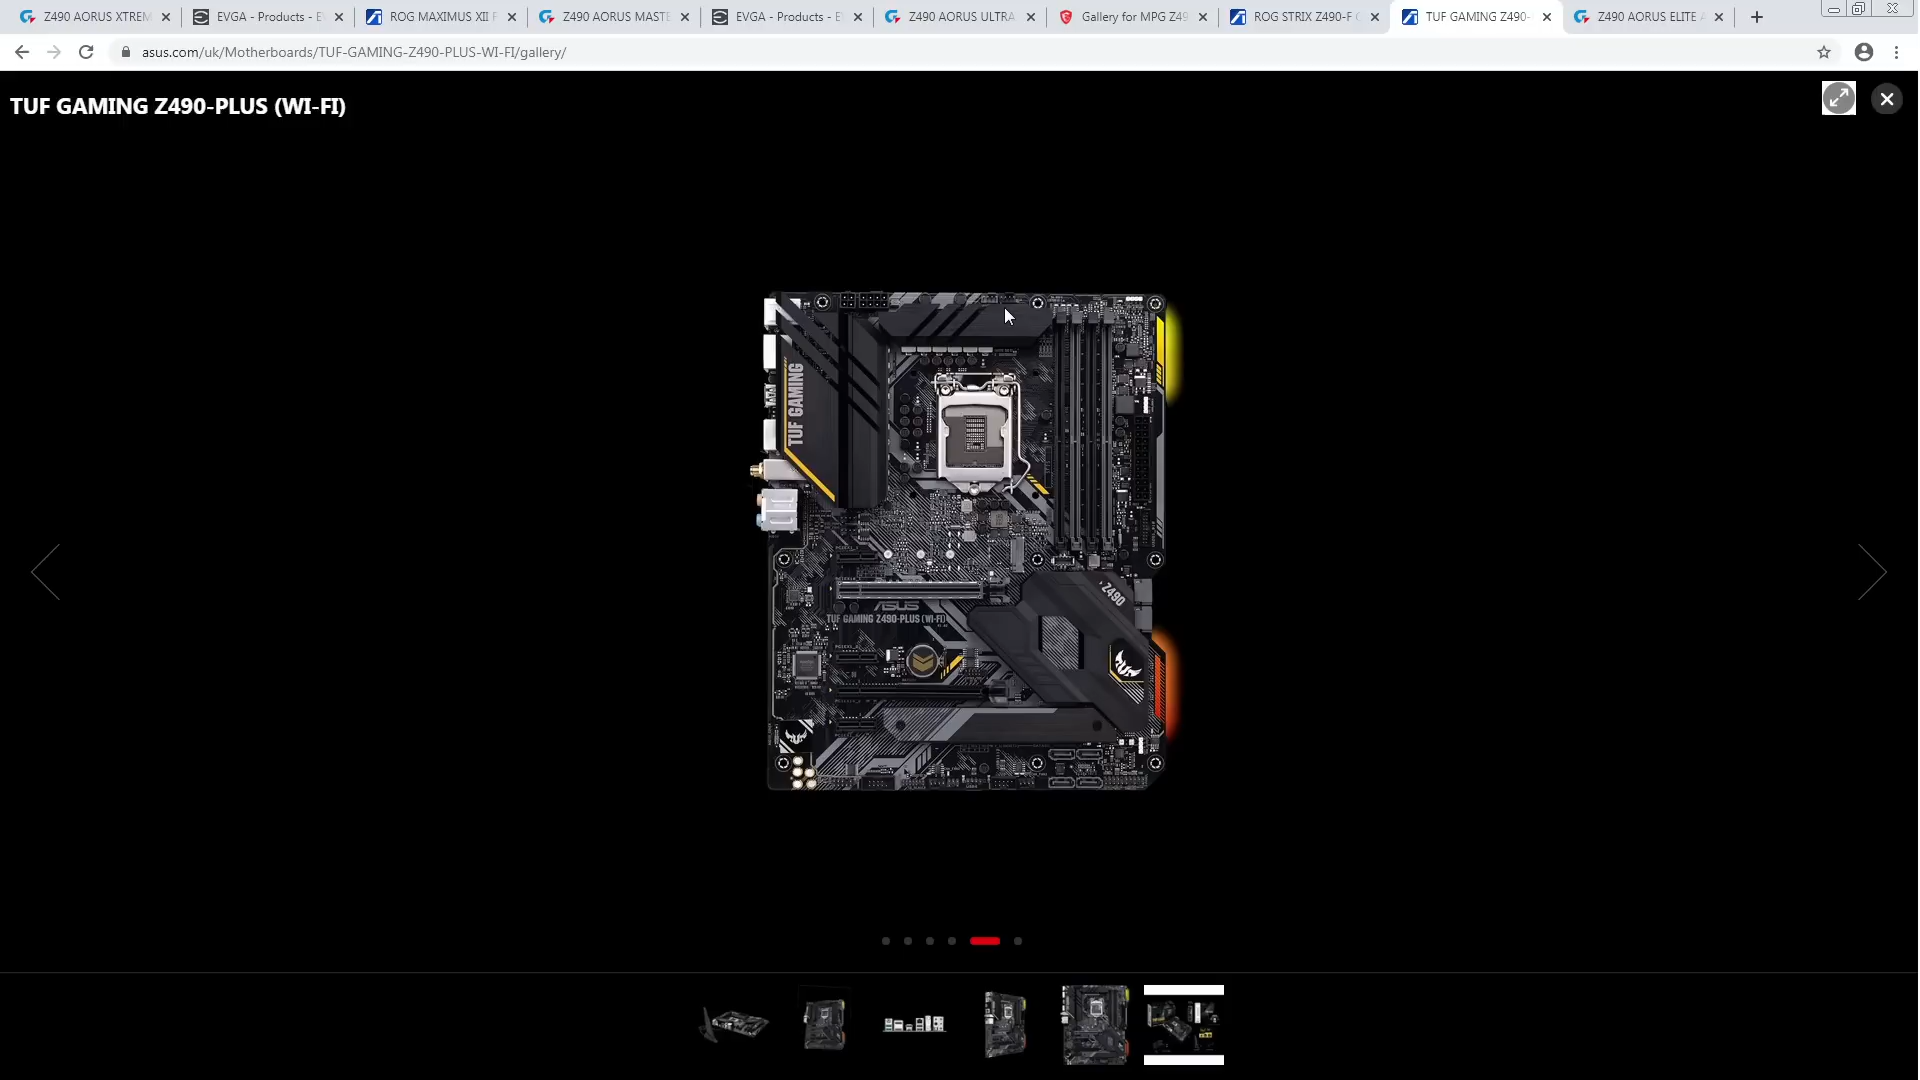 Z490 AORUS XTREM
EVGA - Products - E
ROG MAXIMUS XII F
Z490 AORUS MASTE
EVGA - Products - E
Z490 AORUS ULTRA
Gallery for MPG Z49
ROG STRIX Z490-F
TUF GAMING Z490-
Z490 AORUS ELITE
asus.com/uk/Motherboards/TUF-GAMING-Z490-PLUS-WI-FI/gallery/
TUF GAMING Z490-PLUS (WI-FI)
TUF GAMING
Z490
ASUS
TUF GAMING Z490-PLUS (WI-FI)